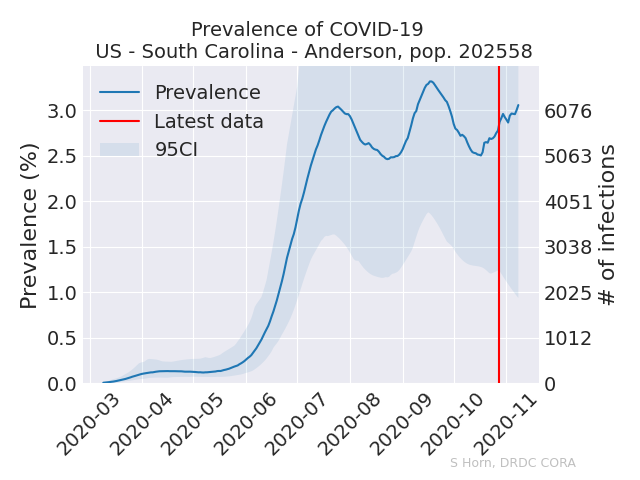 Prevalence of COVID-19
US - South Carolina - Anderson, pop. 202558
Prevalence
Latest data
95CI
Prevalence (%)
3.0
2.5
2.0
1.5
1.0
0.5
0.0
6076
5063
4051
3038
2025
1012
0
# of infections
2020-03
2020-04
2020-05
2020-06
2020-07
2020-08
2020-09
2020-10
2020-11
S Horn, DRDC CORA